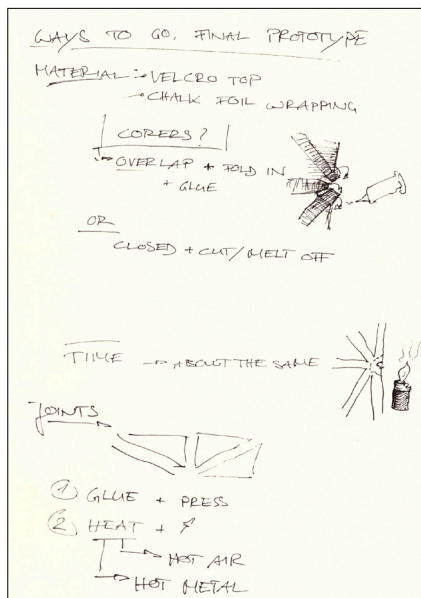 WAYS TO GO, FINAL PROTOTYPE
MATERIAL: → VELCRO TOP
→ CHALK FOIL WRAPPING
CORERS?
→ OVERLAP + FOLD IN
+ GLUE
OR
CLOSED + CUT/MELT OFF
TIME → ABOUT THE SAME
JOINTS
① GLUE + PRESS
② HEAT +
→ HOT AIR
→ HOT METAL